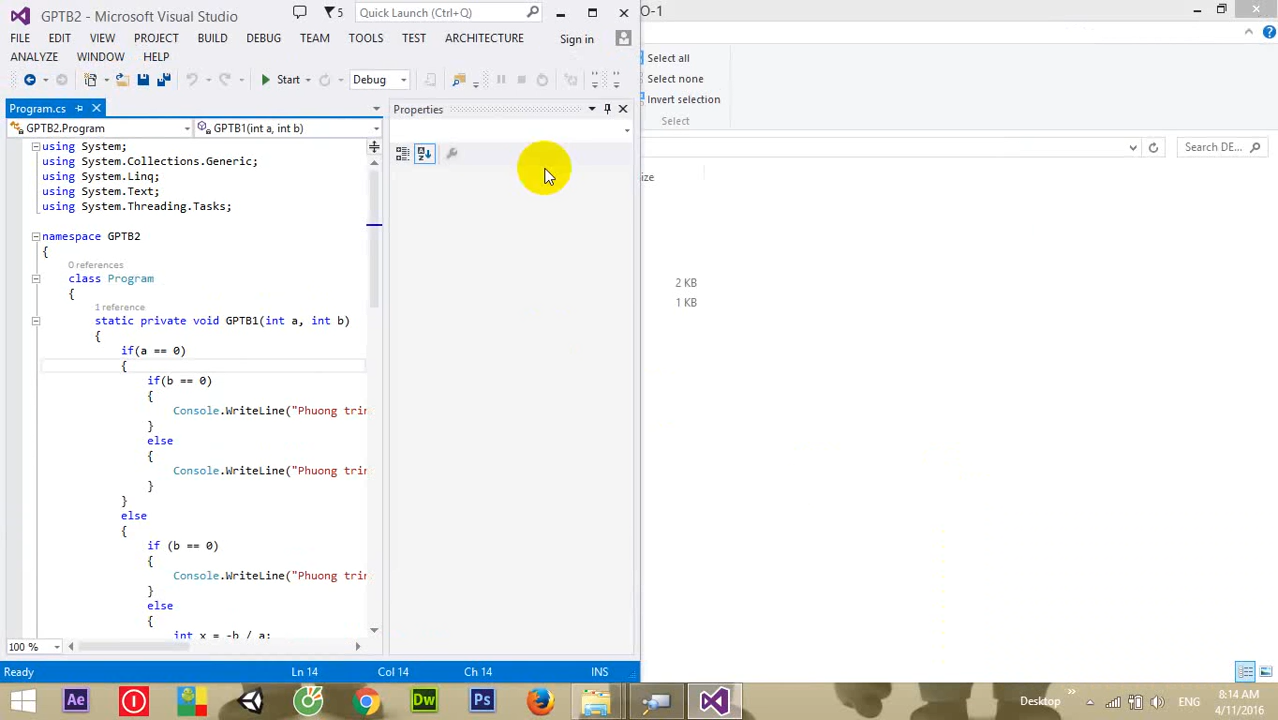 GPTB2 - Microsoft Visual Studio
5
Quick Launch (Ctrl+Q)
O-1
FILE EDIT VIEW PROJECT BUILD DEBUG TEAM TOOLS TEST ARCHITECTURE Sign in
ANALYZE WINDOW HELP
Start Debug
Select all
Select none
Invert selection
Select
Program.cs
Properties
GPTB2.Program GPTB1(int a, int b)
Search DE...
using System;
using System.Collections.Generic;
using System.Linq;
using System.Text;
using System.Threading.Tasks;
namespace GPTB2
{
0 references
class Program
{
1 reference
static private void GPTB1(int a, int b)
{
if(a == 0)
{
if(b == 0)
{
Console.WriteLine("Phuong trin
}
else
{
Console.WriteLine("Phuong trin
}
}
else
{
if (b == 0)
{
Console.WriteLine("Phuong trin
}
else
{
int x = -b / a;
ize
2 KB
1 KB
100 %
Ready Ln 14 Col 14 Ch 14 INS
Ae Dw Ps
Desktop ENG
8:14 AM
4/11/2016